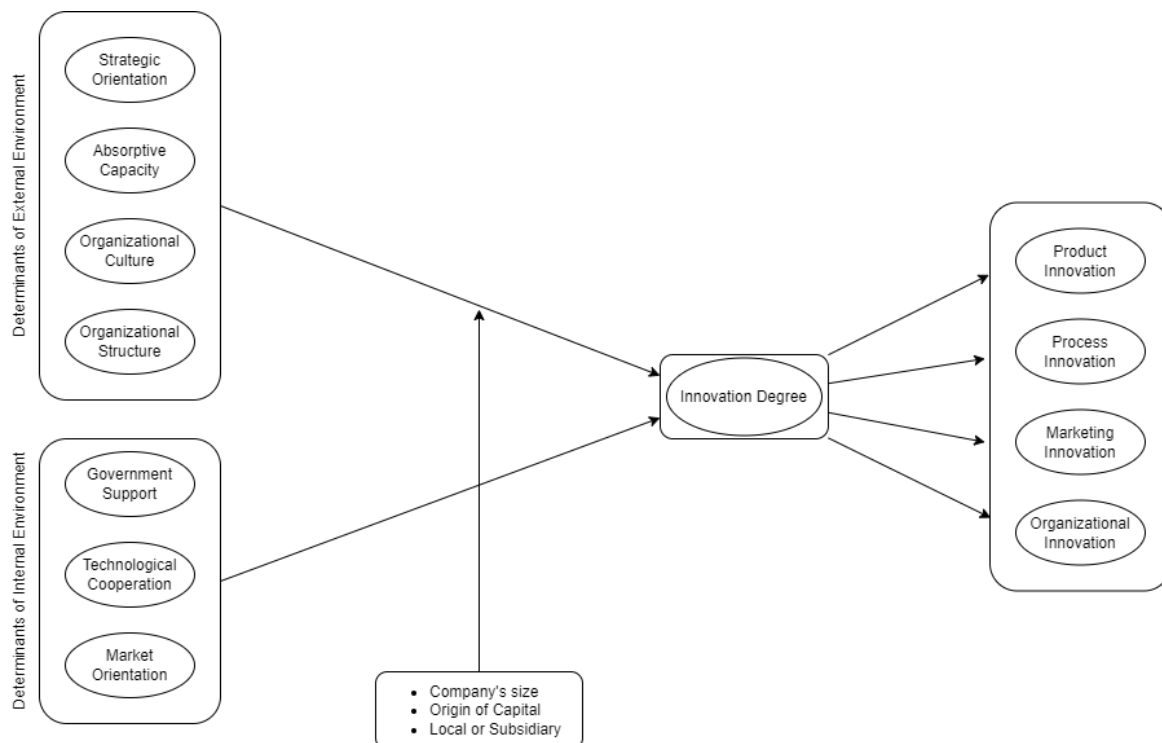 Determinants of External Environment
Strategic
Orientation
Absorptive
Capacity
Organizational
Culture
Organizational
Structure
Determinants of Internal Environment
Government
Support
Technological
Cooperation
Market
Orientation
• Company's size
• Origin of Capital
• Local or Subsidiary
Innovation Degree
Product
Innovation
Process
Innovation
Marketing
Innovation
Organizational
Innovation